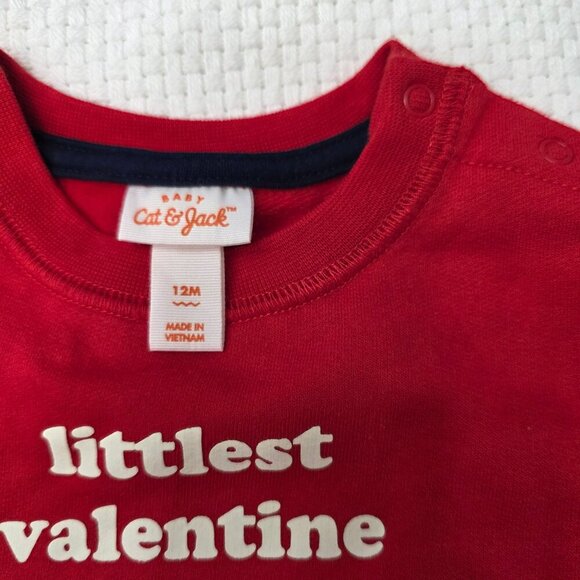 BABY
Cat & Jack™
12M
MADE IN
VIETNAM
littlest
valentine